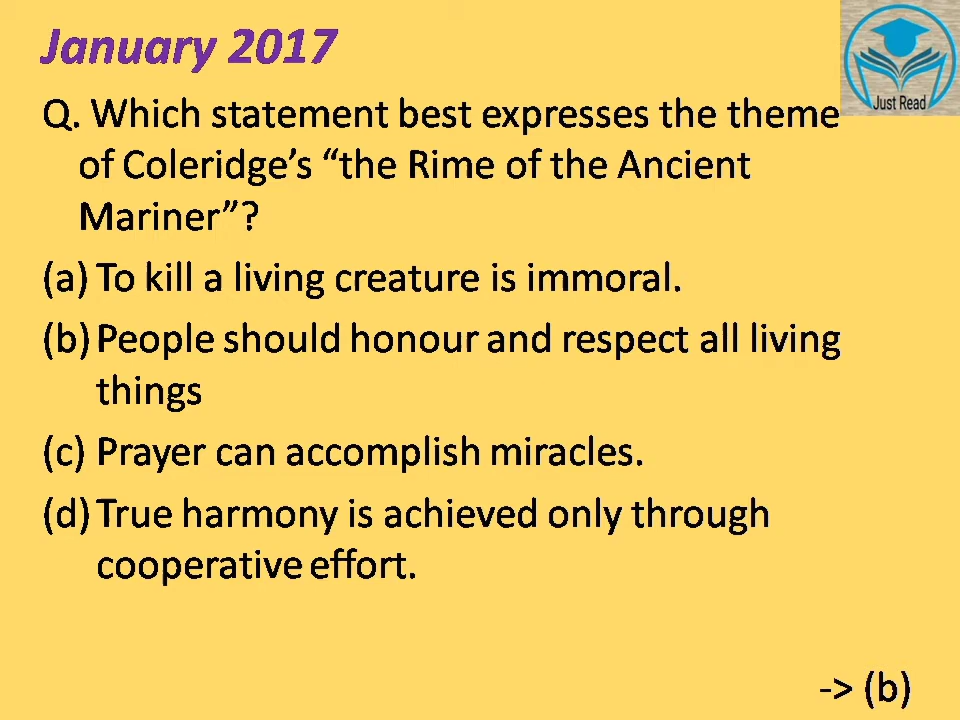 January 2017
Just Read
Q. Which statement best expresses the theme
of Coleridge’s “the Rime of the Ancient
Mariner”?
(a) To kill a living creature is immoral.
(b) People should honour and respect all living
things
(c) Prayer can accomplish miracles.
(d) True harmony is achieved only through
cooperative effort.
-> (b)